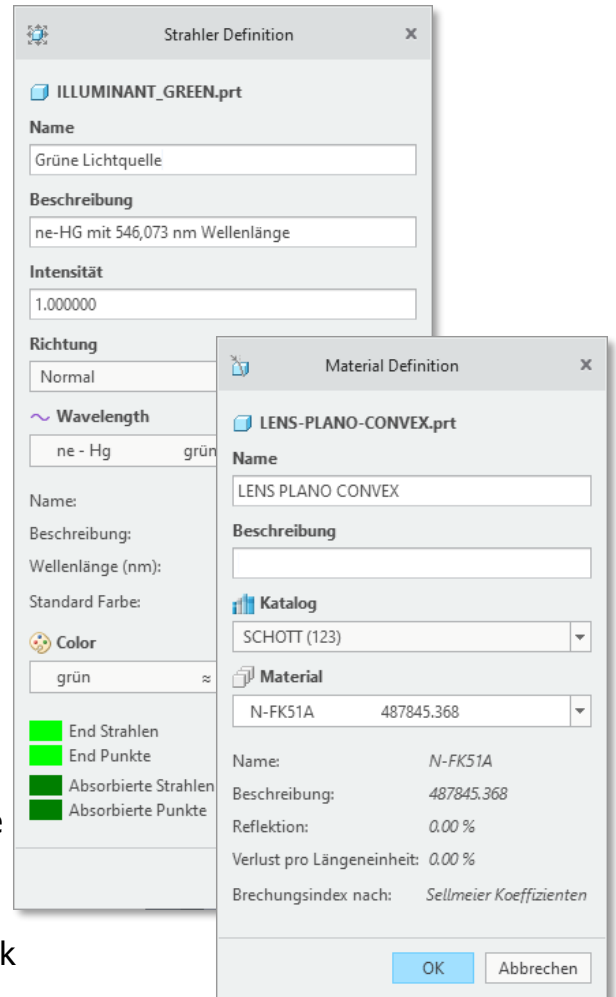 Strahler Definition x
ILLUMINANT_GREEN.prt
Name
Grüne Lichtquelle
Beschreibung
ne-HG mit 546,073 nm Wellenlänge
Intensität
1.000000
Richtung
Normal
Wavelength
ne - Hg grün
Name:
Beschreibung:
Wellenlänge (nm):
Standard Farbe:
Color
grün ≈
End Strahlen
End Punkte
Absorbierte Strahlen
Absorbierte Punkte
e
k
Material Definition x
LENS-PLANO-CONVEX.prt
Name
LENS PLANO CONVEX
Beschreibung
Katalog
SCHOTT (123)
Material
N-FK51A 487845.368
Name: N-FK51A
Beschreibung: 487845.368
Reflektion: 0.00 %
Verlust pro Längeneinheit: 0.00 %
Brechungsindex nach: Sellmeier Koeffizienten
OK Abbrechen